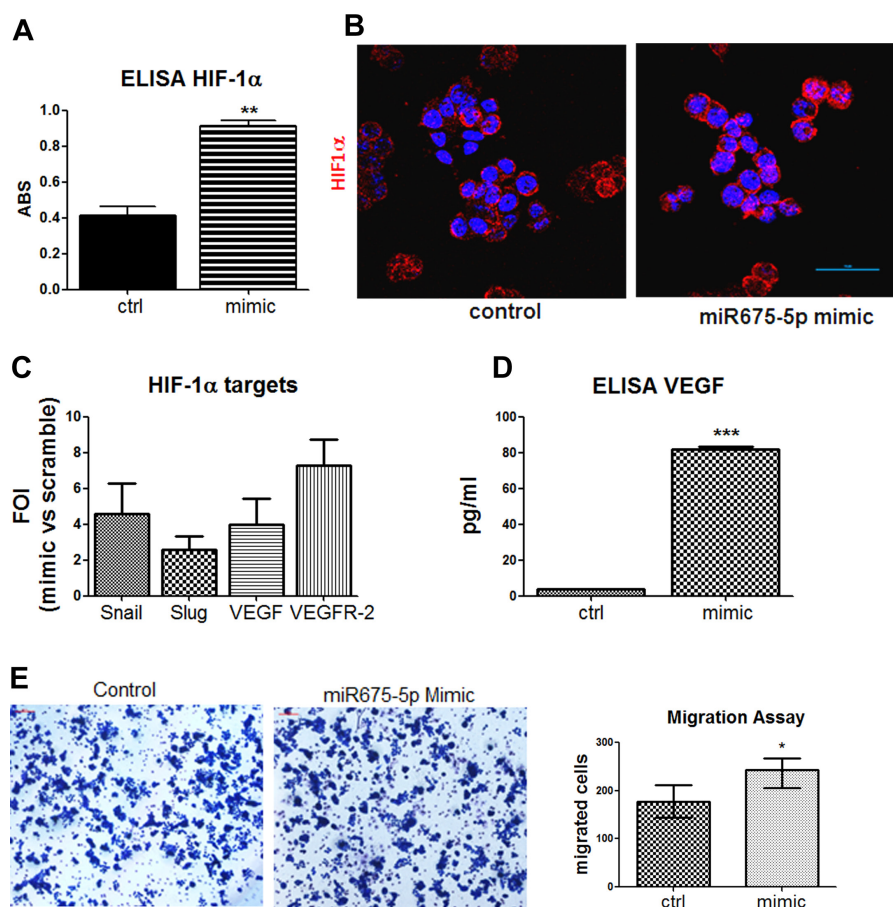 A
ELISA HIF-1α
**
ABS
1.0
0.8
0.6
0.4
0.2
0.0
ctrl
mimic
B
HIF1α
control
miR675-5p mimic
C
HIF-1α targets
FOI
(mimic vs scramble)
10
8
6
4
2
0
Snail
Slug
VEGF
VEGFR-2
D
ELISA VEGF
***
pg/ml
80
60
40
20
0
ctrl
mimic
E
Control
miR675-5p Mimic
Migration Assay
*
migrated cells
300
200
100
0
ctrl
mimic